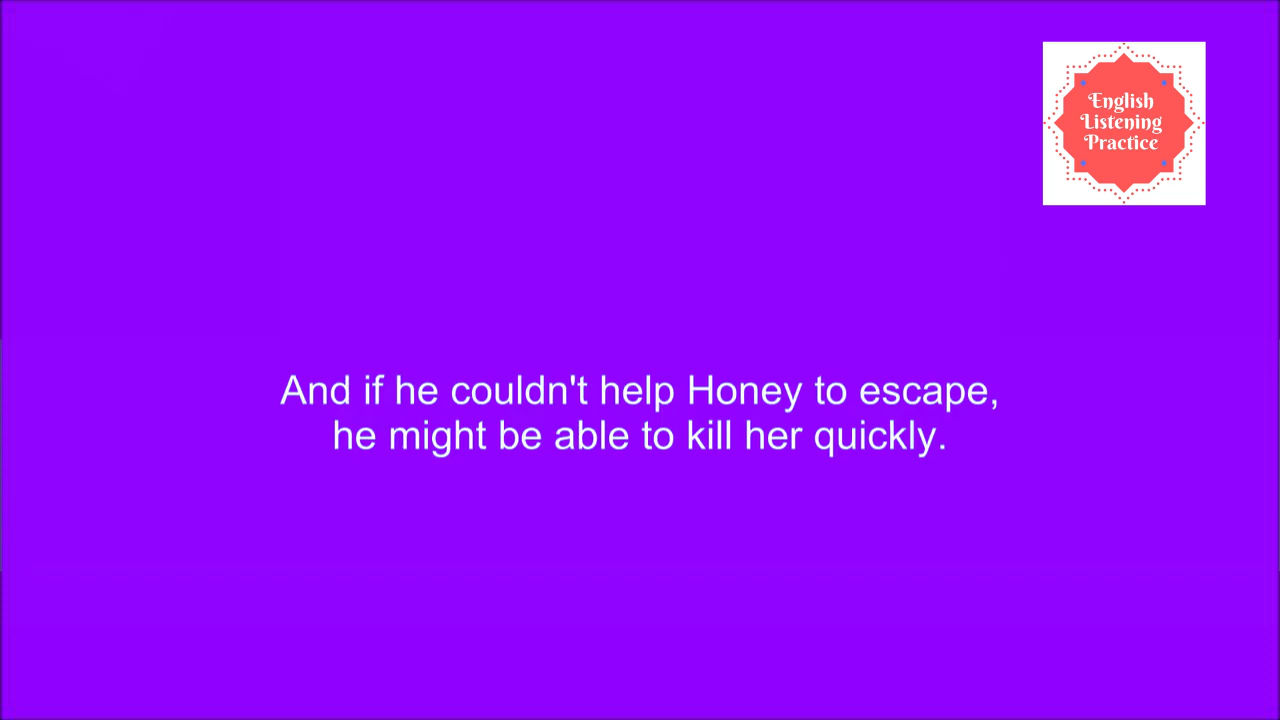 English
Listening
Practice
And if he couldn't help Honey to escape,
he might be able to kill her quickly.